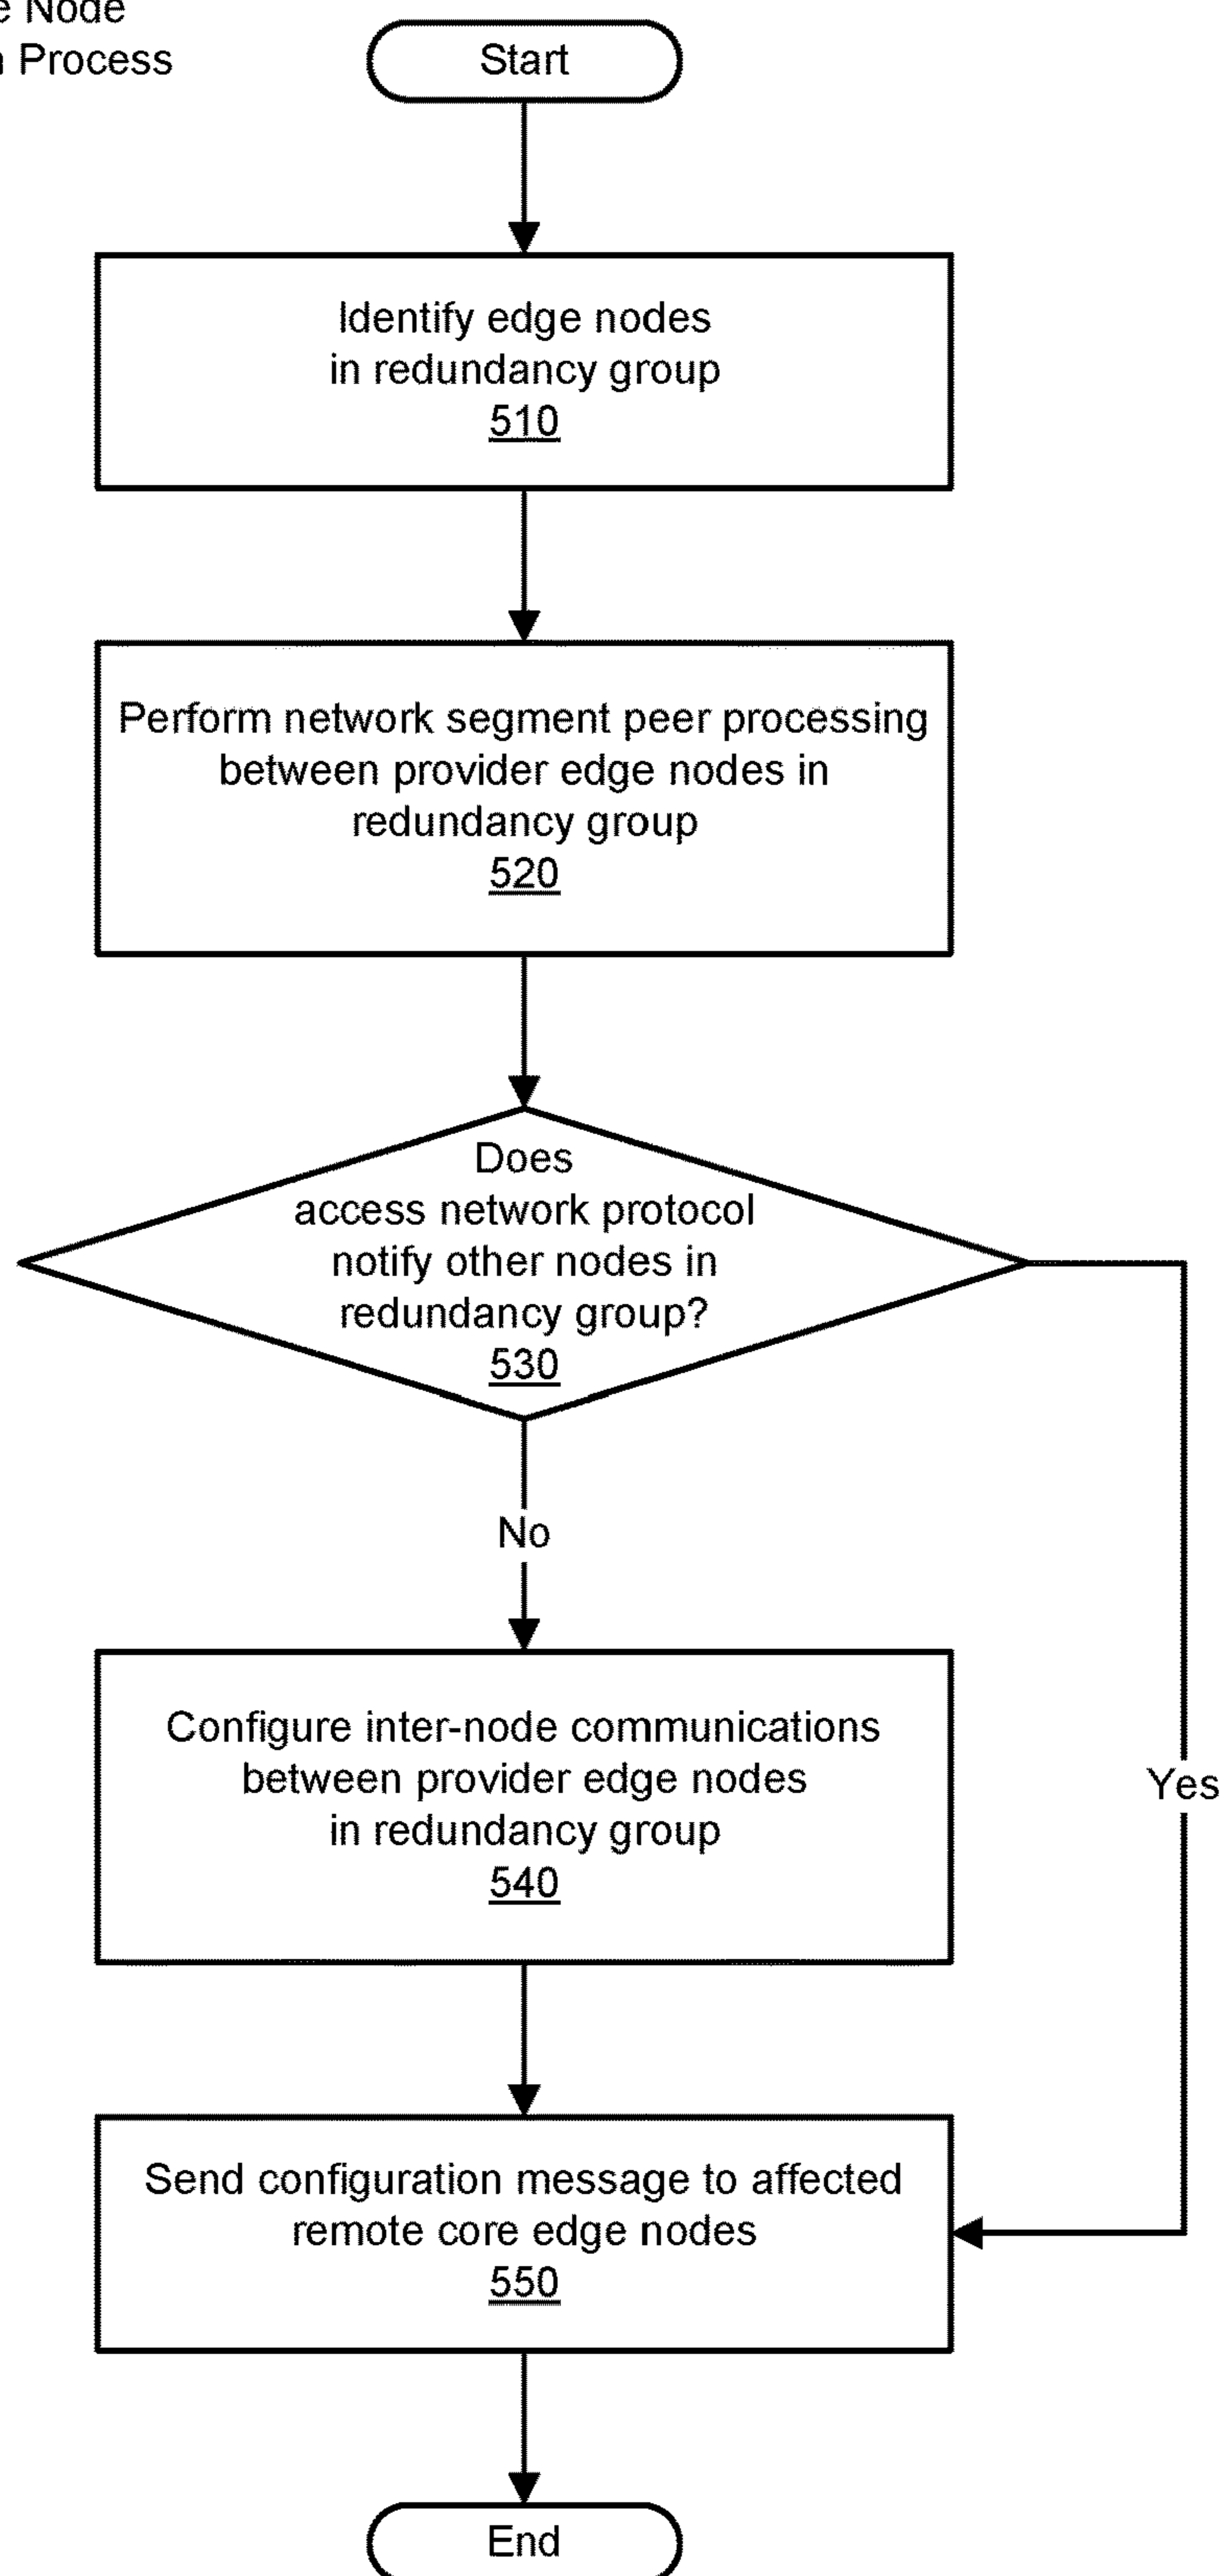 Node
Process
Start
Identify edge nodes
in redundancy group
510
Perform network segment peer processing
between provider edge nodes in
redundancy group
520
Does
access network protocol
notify other nodes in
redundancy group?
530
No
Configure inter-node communications
between provider edge nodes
in redundancy group
540
Yes
Send configuration message to affected
remote core edge nodes
550
End